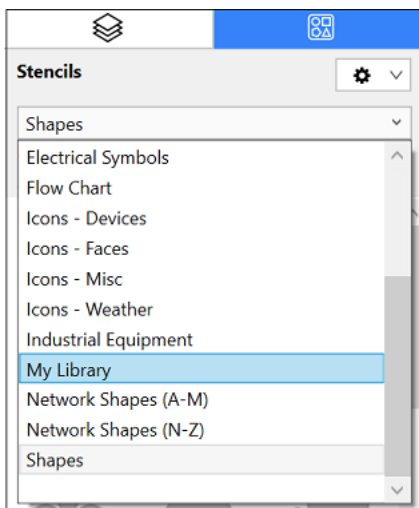 Stencils
Shapes
Electrical Symbols
Flow Chart
Icons - Devices
Icons - Faces
Icons - Misc
Icons - Weather
Industrial Equipment
My Library
Network Shapes (A-M)
Network Shapes (N-Z)
Shapes